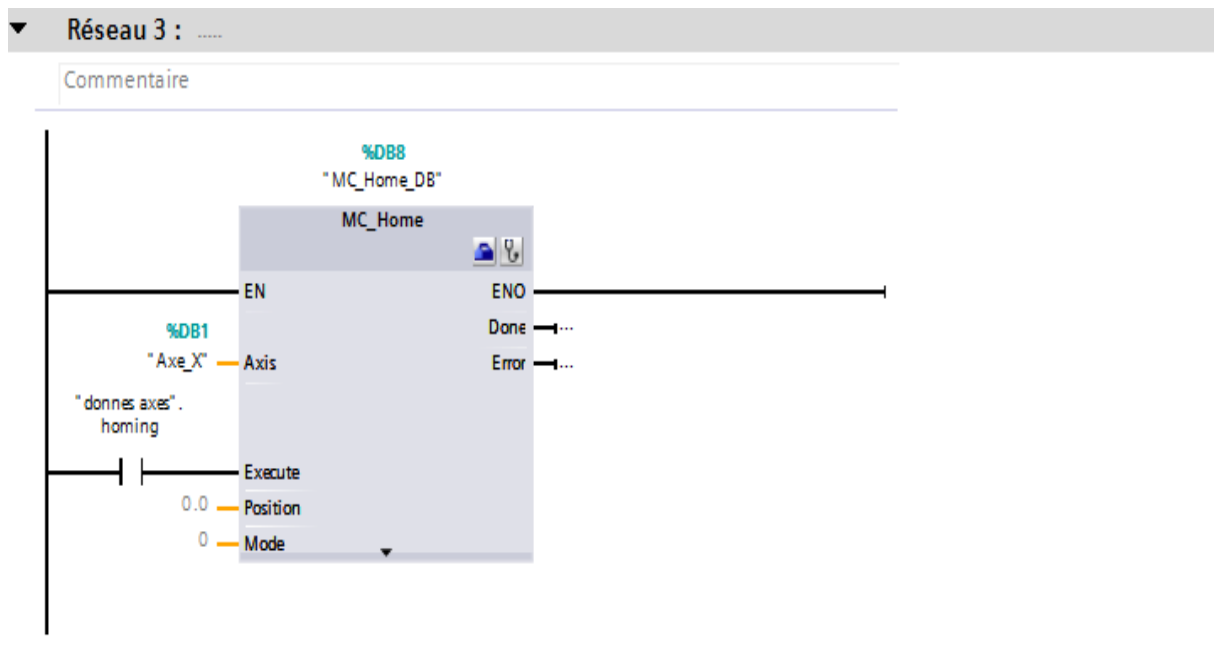 Réseau 3 : .....
Commentaire
%DB8
"MC_Home_DB"
MC_Home
EN
ENO
%DB1
Done
...
"Axe_X"
Axis
Error
...
"donnes axes".
homing
Execute
0.0
Position
0
Mode